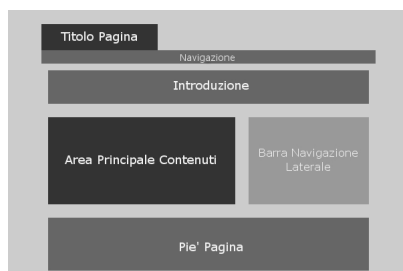 Titolo Pagina
Navigazione
Introduzione
Area Principale Contenuti
Barra Navigazione
Laterale
Pie' Pagina